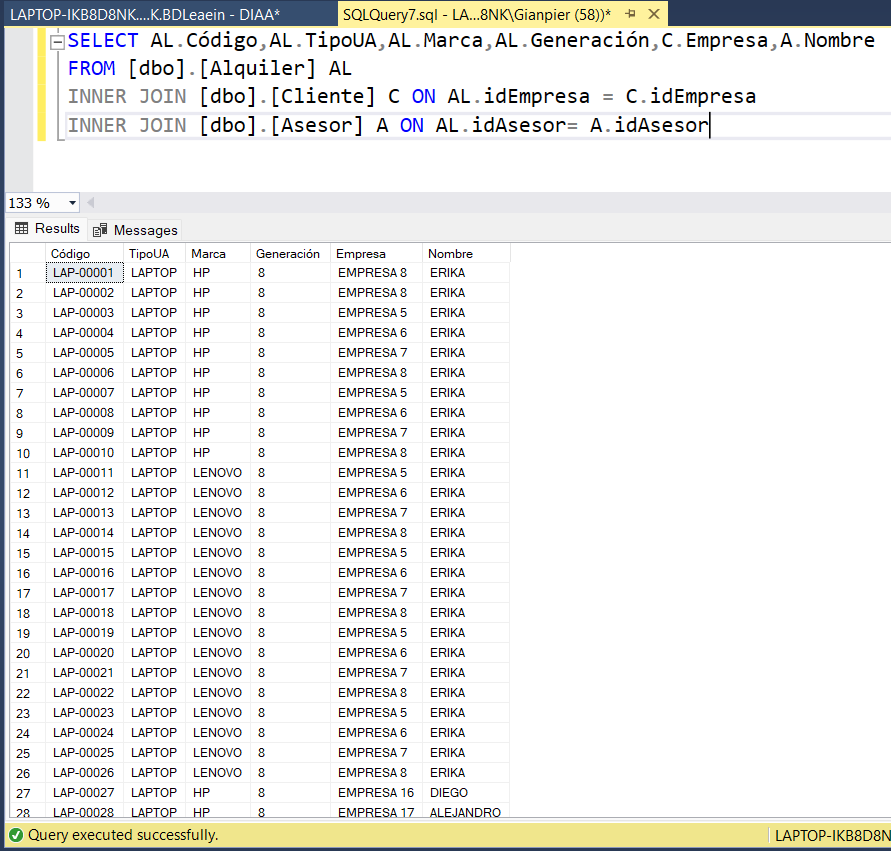 LAPTOP-IKB8D8NK....K.BDLeaein - DIAA* SQLQuery7.sql - LA...8NK\Gianpier (58))*
SELECT AL.Código,AL.TipoUA,AL.Marca,AL.Generación,C.Empresa,A.Nombre
FROM [dbo].[Alquiler] AL
INNER JOIN [dbo].[Cliente] C ON AL.idEmpresa = C.idEmpresa
INNER JOIN [dbo].[Asesor] A ON AL.idAsesor= A.idAsesor
133 %
Results Messages
Código TipoUA Marca Generación Empresa Nombre
1 LAP-00001 LAPTOP HP 8 EMPRESA 8 ERIKA
2 LAP-00002 LAPTOP HP 8 EMPRESA 8 ERIKA
3 LAP-00003 LAPTOP HP 8 EMPRESA 5 ERIKA
4 LAP-00004 LAPTOP HP 8 EMPRESA 6 ERIKA
5 LAP-00005 LAPTOP HP 8 EMPRESA 7 ERIKA
6 LAP-00006 LAPTOP HP 8 EMPRESA 8 ERIKA
7 LAP-00007 LAPTOP HP 8 EMPRESA 5 ERIKA
8 LAP-00008 LAPTOP HP 8 EMPRESA 6 ERIKA
9 LAP-00009 LAPTOP HP 8 EMPRESA 7 ERIKA
10 LAP-00010 LAPTOP HP 8 EMPRESA 8 ERIKA
11 LAP-00011 LAPTOP LENOVO 8 EMPRESA 5 ERIKA
12 LAP-00012 LAPTOP LENOVO 8 EMPRESA 6 ERIKA
13 LAP-00013 LAPTOP LENOVO 8 EMPRESA 7 ERIKA
14 LAP-00014 LAPTOP LENOVO 8 EMPRESA 8 ERIKA
15 LAP-00015 LAPTOP LENOVO 8 EMPRESA 5 ERIKA
16 LAP-00016 LAPTOP LENOVO 8 EMPRESA 6 ERIKA
17 LAP-00017 LAPTOP LENOVO 8 EMPRESA 7 ERIKA
18 LAP-00018 LAPTOP LENOVO 8 EMPRESA 8 ERIKA
19 LAP-00019 LAPTOP LENOVO 8 EMPRESA 5 ERIKA
20 LAP-00020 LAPTOP LENOVO 8 EMPRESA 6 ERIKA
21 LAP-00021 LAPTOP LENOVO 8 EMPRESA 7 ERIKA
22 LAP-00022 LAPTOP LENOVO 8 EMPRESA 8 ERIKA
23 LAP-00023 LAPTOP LENOVO 8 EMPRESA 5 ERIKA
24 LAP-00024 LAPTOP LENOVO 8 EMPRESA 6 ERIKA
25 LAP-00025 LAPTOP LENOVO 8 EMPRESA 7 ERIKA
26 LAP-00026 LAPTOP LENOVO 8 EMPRESA 8 ERIKA
27 LAP-00027 LAPTOP HP 8 EMPRESA 16 DIEGO
28 LAP-00028 LAPTOP HP 8 EMPRESA 17 ALEJANDRO
Query executed successfully. LAPTOP-IKB8D8N